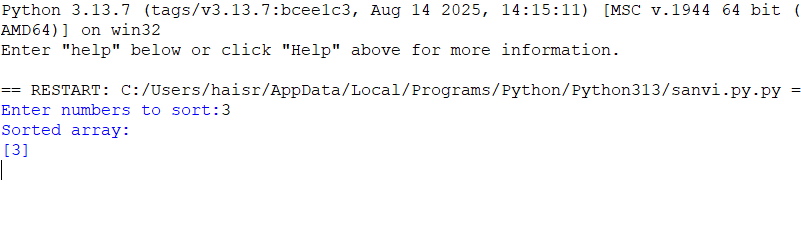 Python 3.13.7 (tags/v3.13.7:bcee1c3, Aug 14 2025, 14:15:11) [MSC v.1944 64 bit (
AMD64)] on win32
Enter "help" below or click "Help" above for more information.
== RESTART: C:/Users/haisr/AppData/Local/Programs/Python/Python313/sanvi.py.py =
Enter numbers to sort:3
Sorted array:
[3]